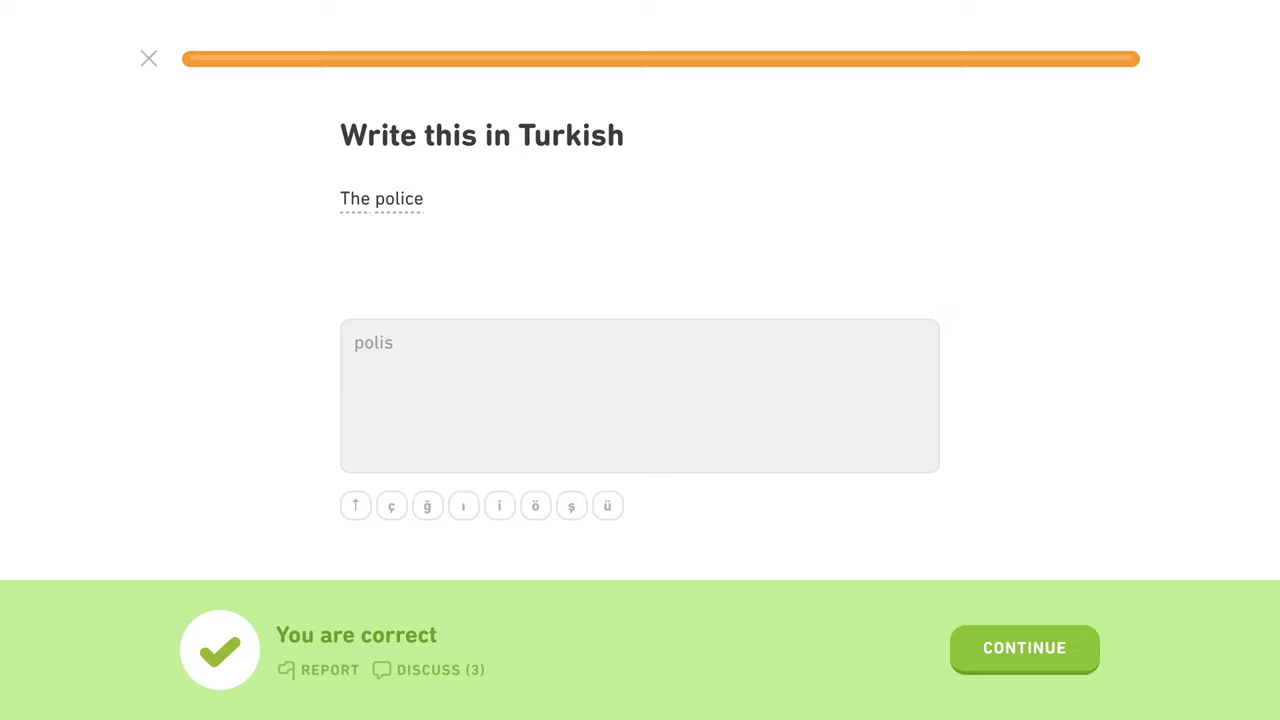 Write this in Turkish
The police
polis
↑ ç ğ ı i ö ş ü
You are correct
REPORT DISCUSS (3)
CONTINUE